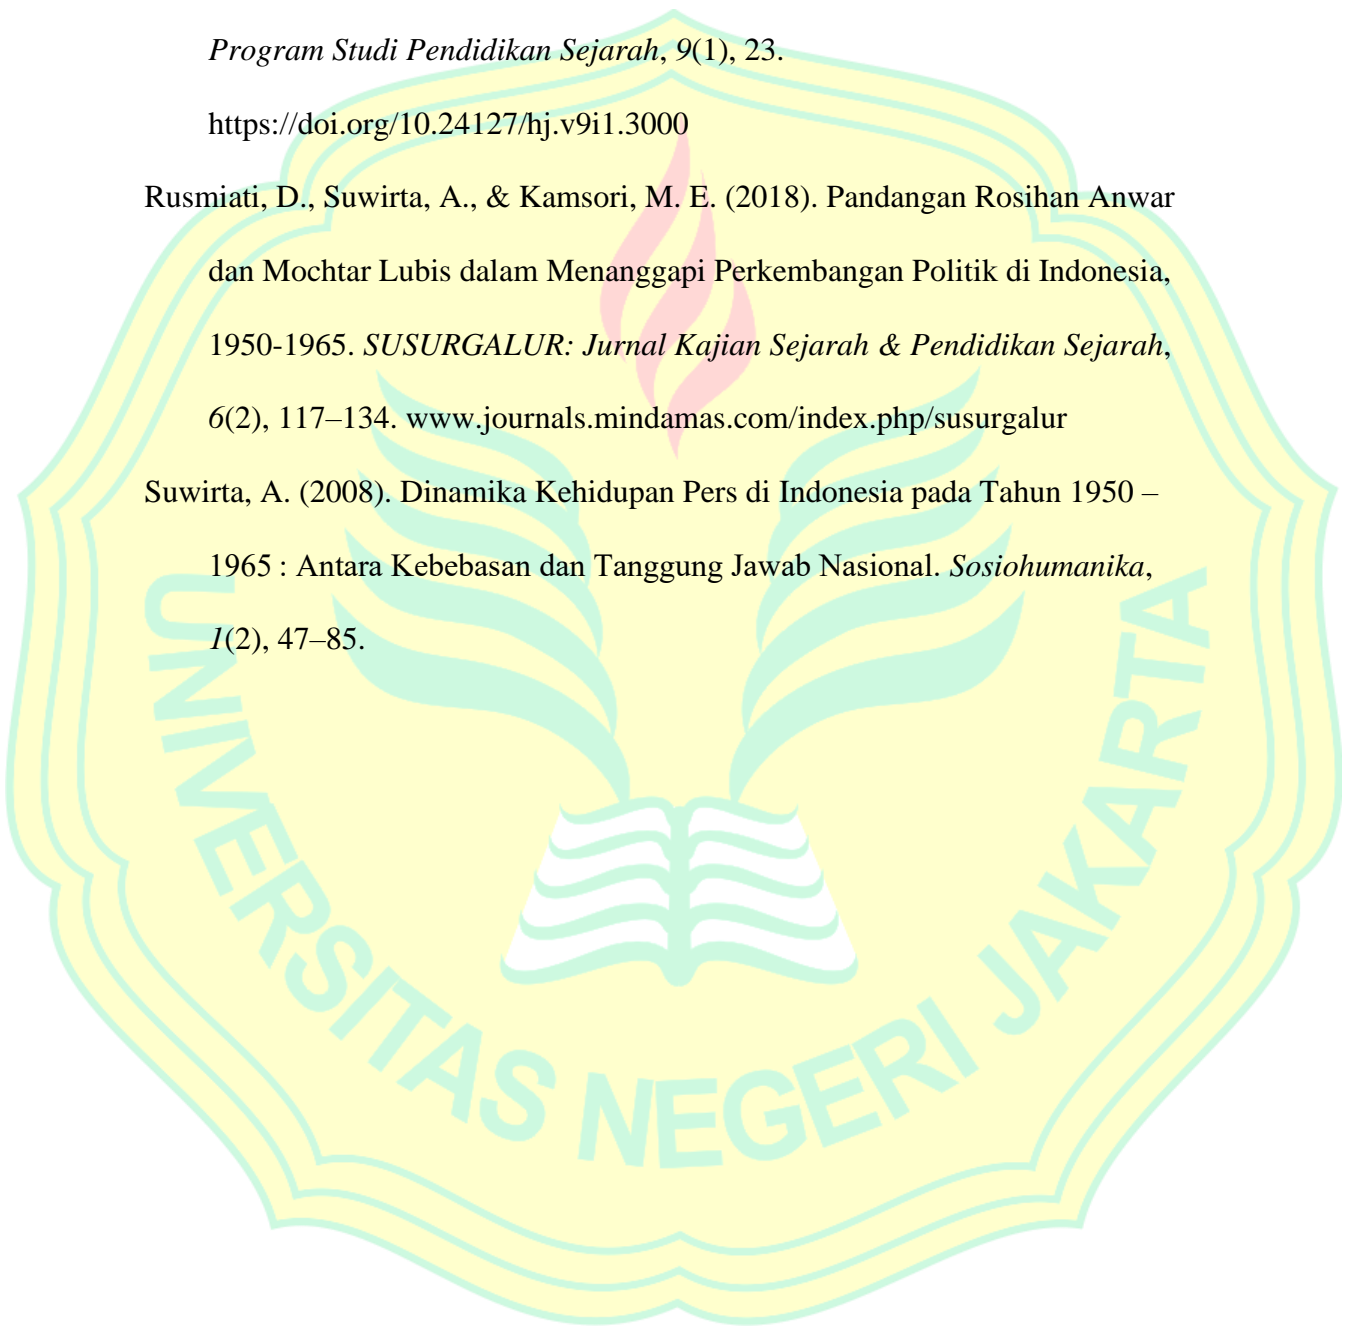 Program Studi Pendidikan Sejarah, 9(1), 23.
https://doi.org/10.24127/hj.v9i1.3000
Rusmiati, D., Suwirta, A., & Kamsori, M. E. (2018). Pandangan Rosihan Anwar
dan Mochtar Lubis dalam Menanggapi Perkembangan Politik di Indonesia,
1950-1965. SUSURGALUR: Jurnal Kajian Sejarah & Pendidikan Sejarah,
6(2), 117–134. www.journals.mindamas.com/index.php/susurgalur
Suwirta, A. (2008). Dinamika Kehidupan Pers di Indonesia pada Tahun 1950 –
1965 : Antara Kebebasan dan Tanggung Jawab Nasional. Sosiohumanika,
1(2), 47–85.
UNIVERSITAS NEGERI JAKARTA